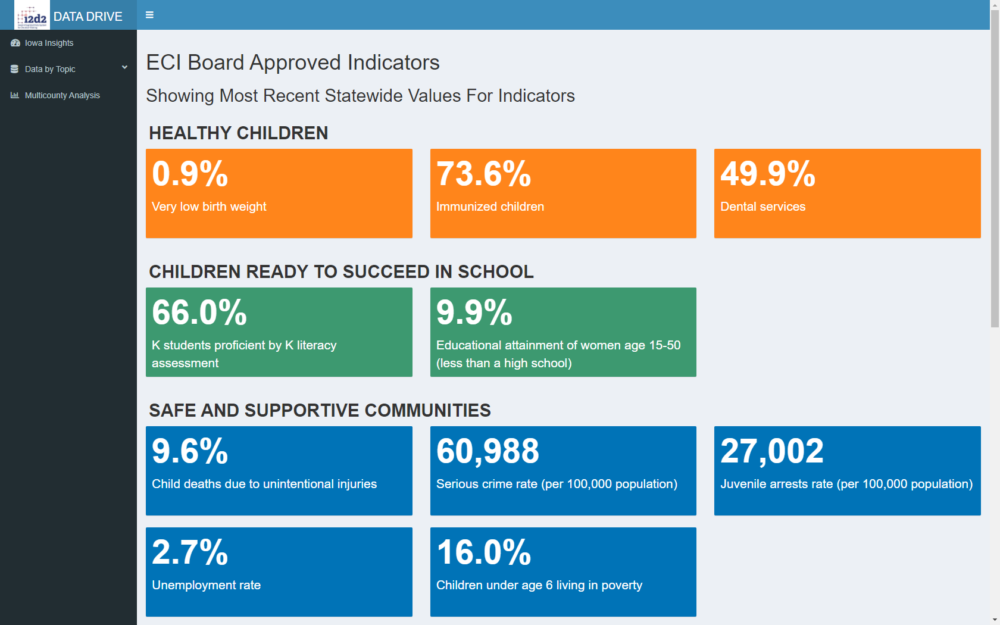 i2d2
DATA DRIVE
Iowa Insights
Data by Topic
Multicounty Analysis
ECI Board Approved Indicators
Showing Most Recent Statewide Values For Indicators
HEALTHY CHILDREN
0.9%
Very low birth weight
73.6%
Immunized children
49.9%
Dental services
CHILDREN READY TO SUCCEED IN SCHOOL
66.0%
K students proficient by K literacy
assessment
9.9%
Educational attainment of women age 15-50
(less than a high school)
SAFE AND SUPPORTIVE COMMUNITIES
9.6%
Child deaths due to unintentional injuries
60,988
Serious crime rate (per 100,000 population)
27,002
Juvenile arrests rate (per 100,000 population)
2.7%
Unemployment rate
16.0%
Children under age 6 living in poverty